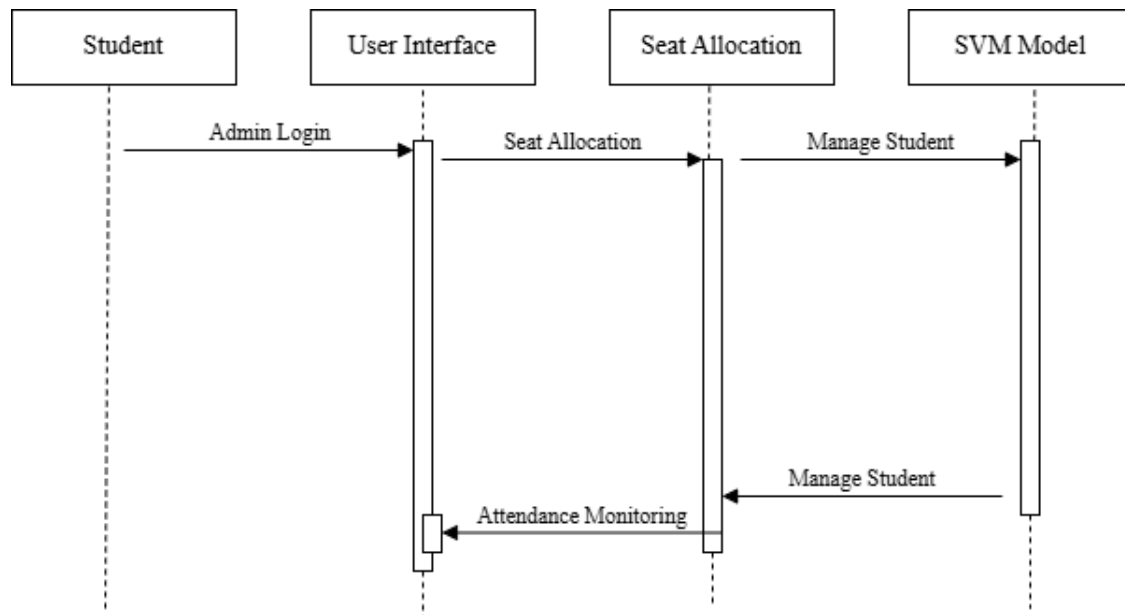 Student
User Interface
Seat Allocation
SVM Model
Admin Login
Seat Allocation
Manage Student
Manage Student
Attendance Monitoring